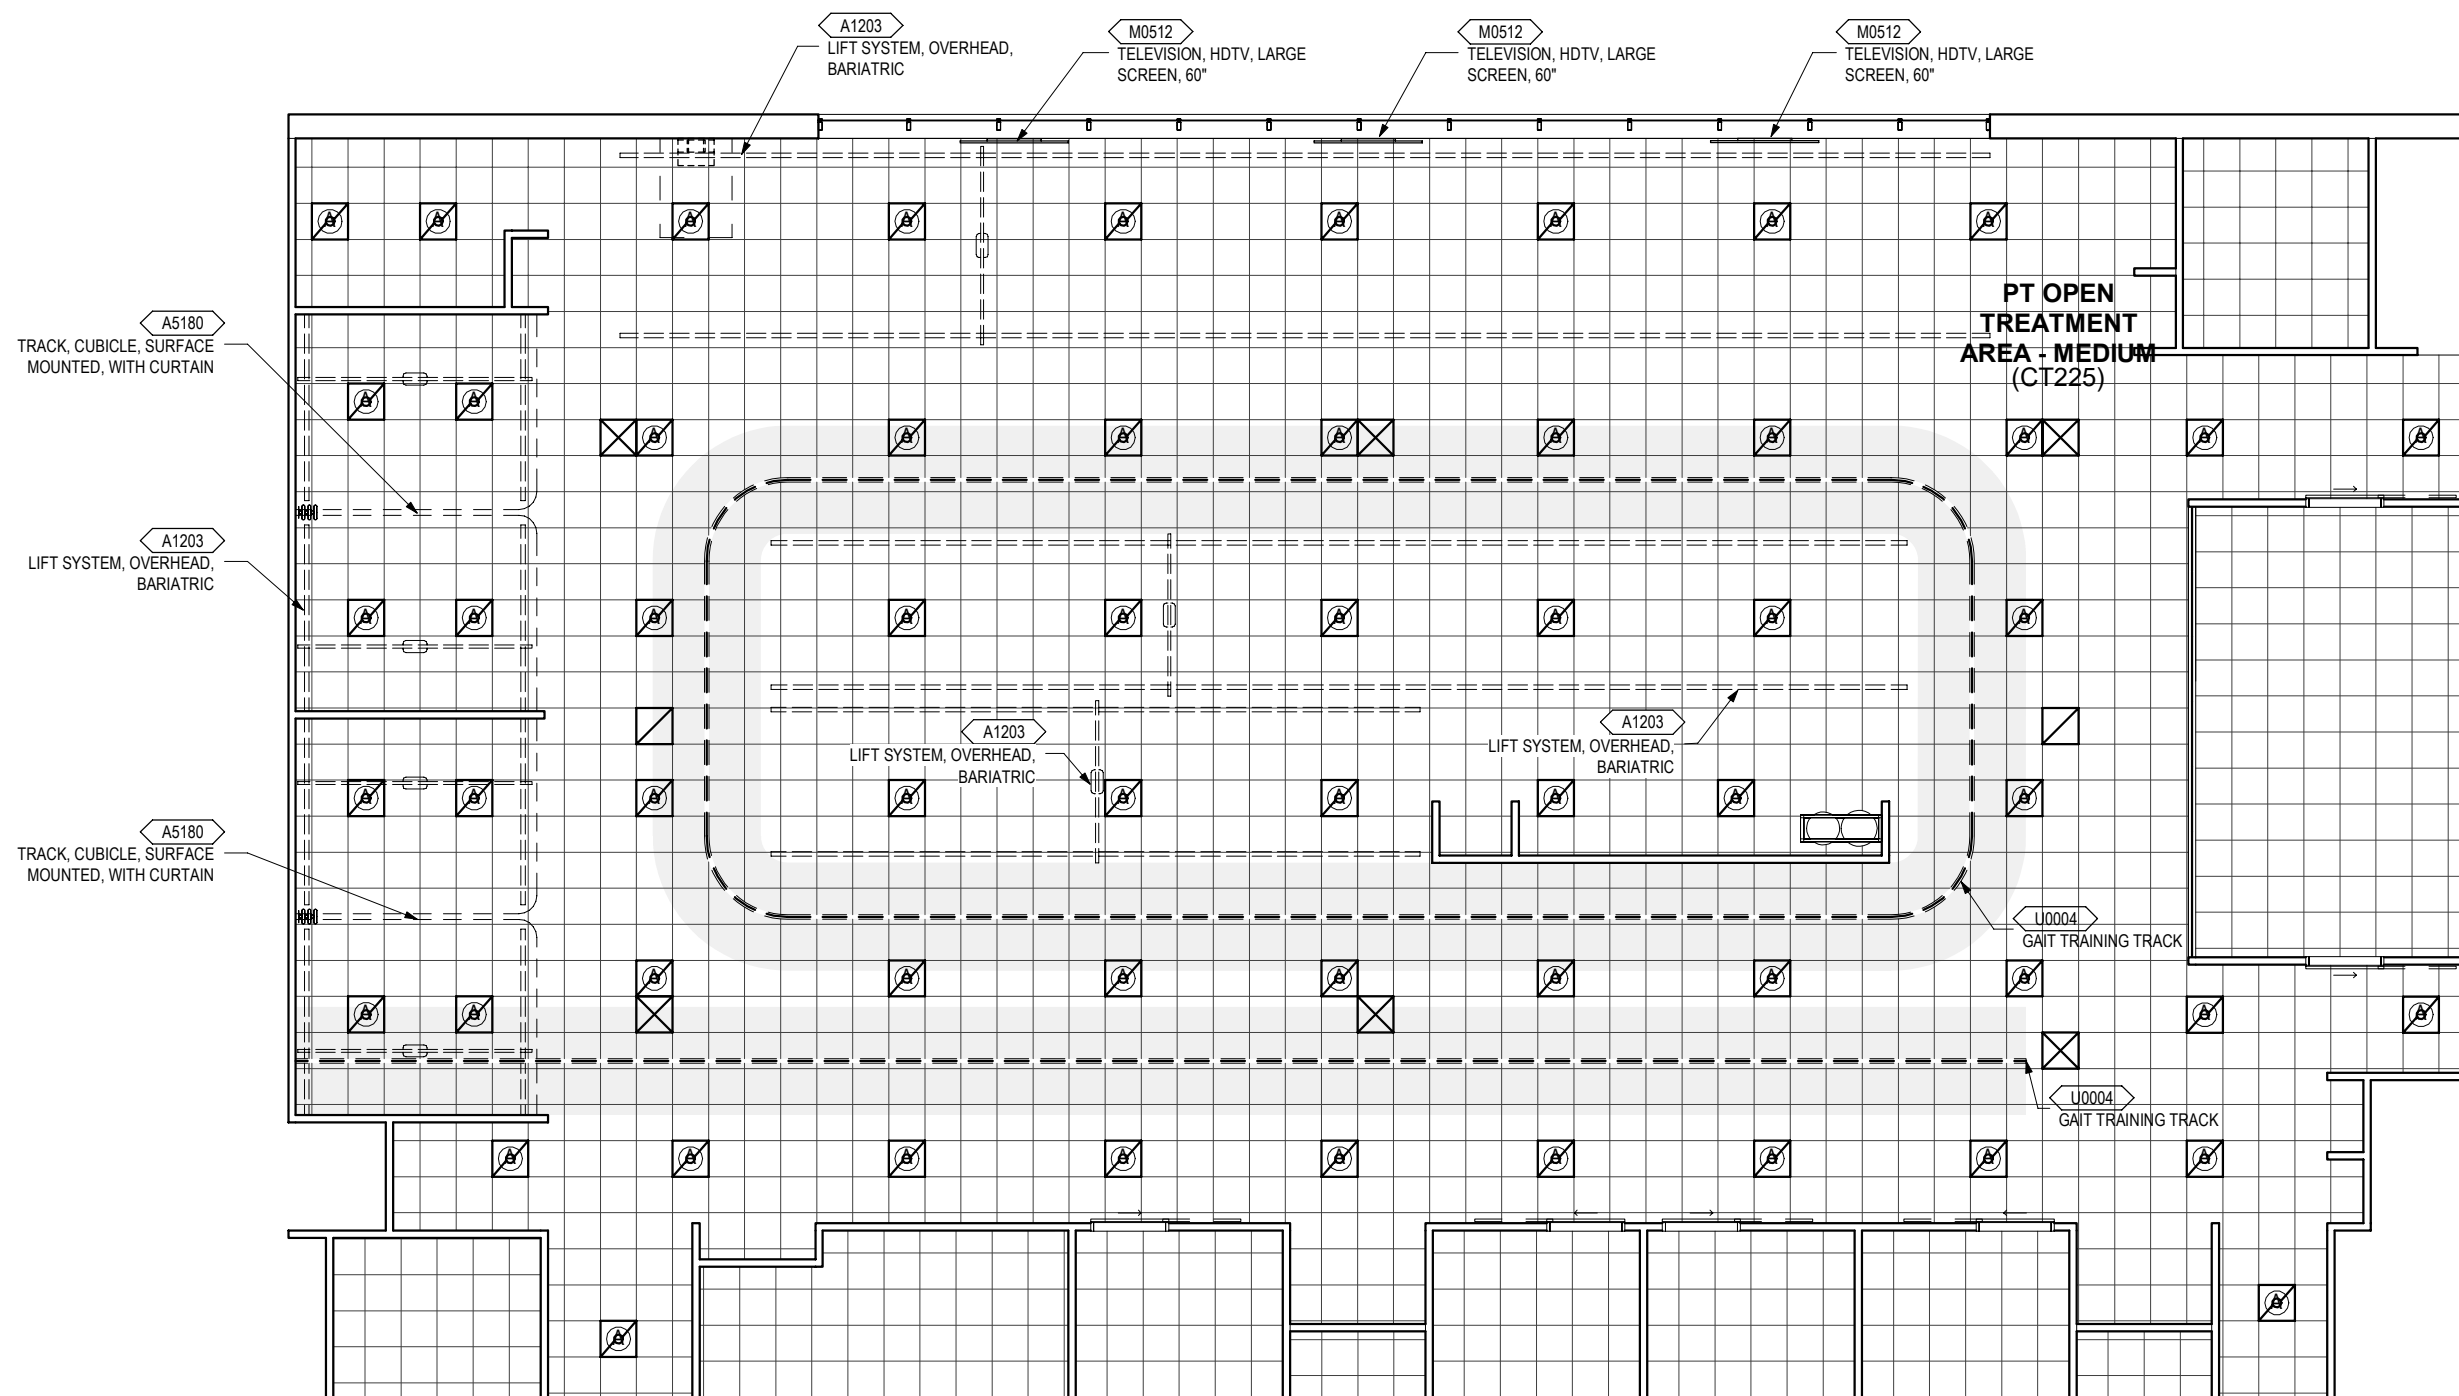 A1203
LIFT SYSTEM, OVERHEAD,
BARIATRIC
M0512
TELEVISION, HDTV, LARGE
SCREEN, 60"
M0512
TELEVISION, HDTV, LARGE
SCREEN, 60"
M0512
TELEVISION, HDTV, LARGE
SCREEN, 60"
PT OPEN
TREATMENT
AREA - MEDIUM
(CT225)
A5180
TRACK, CUBICLE, SURFACE
MOUNTED, WITH CURTAIN
A1203
LIFT SYSTEM, OVERHEAD,
BARIATRIC
A1203
LIFT SYSTEM, OVERHEAD,
BARIATRIC
A1203
LIFT SYSTEM, OVERHEAD,
BARIATRIC
A5180
TRACK, CUBICLE, SURFACE
MOUNTED, WITH CURTAIN
U0004
GAIT TRAINING TRACK
U0004
GAIT TRAINING TRACK